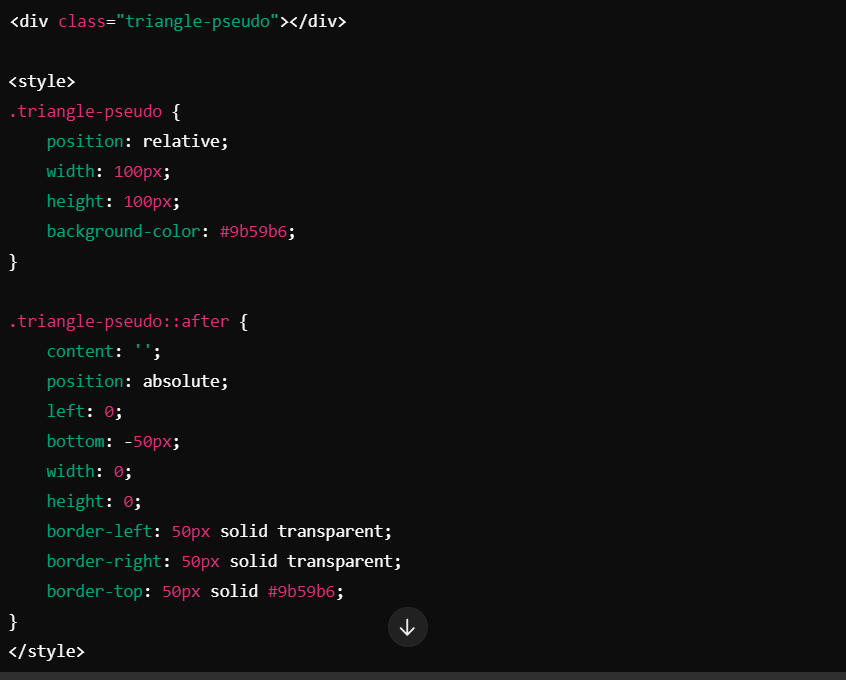 <div class="triangle-pseudo"></div>
<style>
.triangle-pseudo {
    position: relative;
    width: 100px;
    height: 100px;
    background-color: #9b59b6;
}
.triangle-pseudo::after {
    content: '';
    position: absolute;
    left: 0;
    bottom: -50px;
    width: 0;
    height: 0;
    border-left: 50px solid transparent;
    border-right: 50px solid transparent;
    border-top: 50px solid #9b59b6;
}
</style>